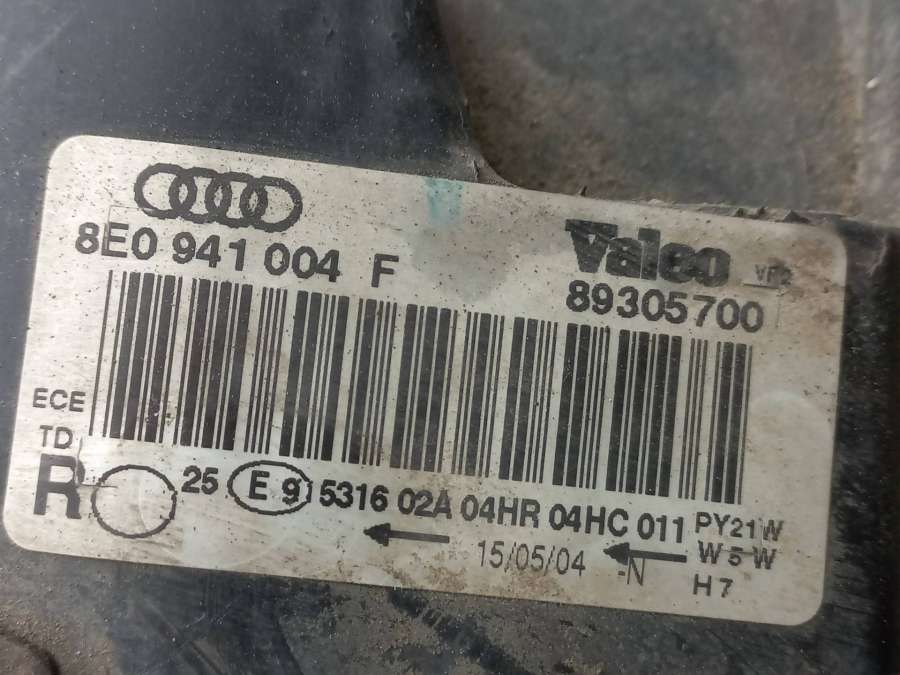 8E0 941 004 F
Valeo VP2
89305700
ECE
TD
R 25 E 9 5316 02A 04HR 04HC 011 PY21W
15/05/04 -N W5W
H7